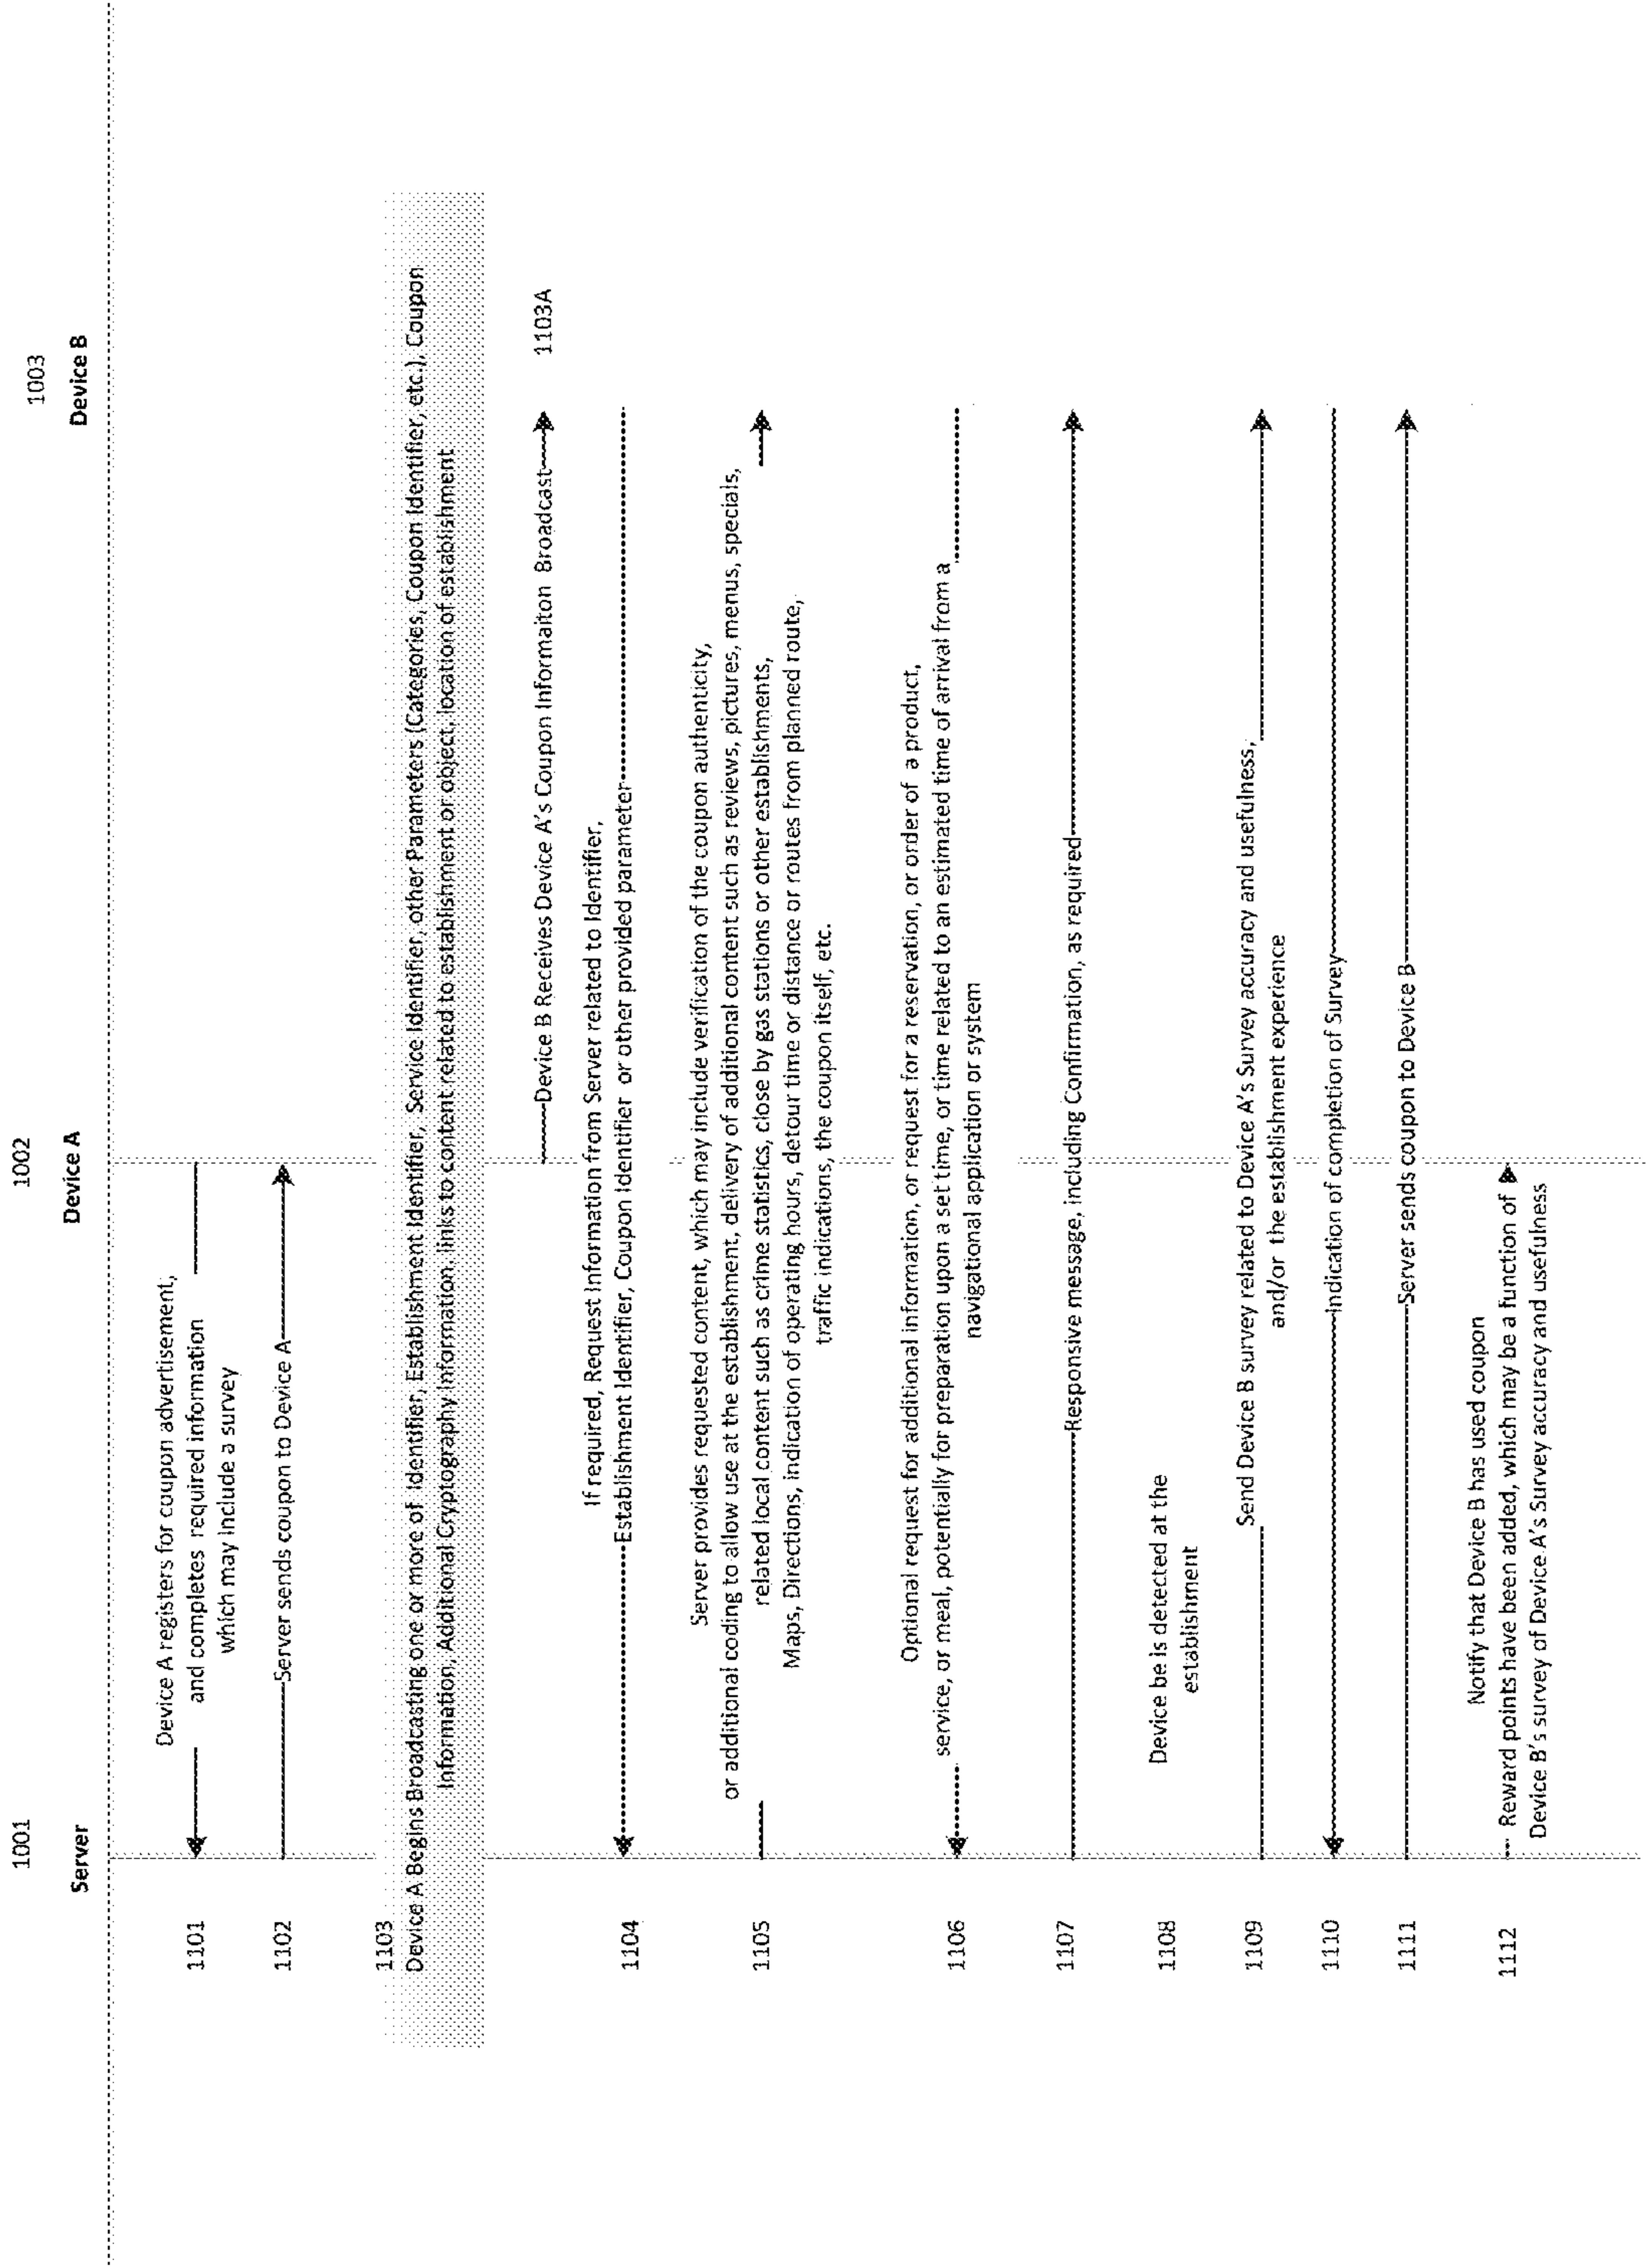 1001
1002
1003
Server
Device A
Device B
1101
Device A registers for coupon advertisement,
and completes required information
which may include a survey
1102
Server sends coupon to Device A
1103
Device A Begins Broadcasting one or more of Identifier, Establishment Identifier, Service Identifier, other Parameters (Categories, Coupon Identifier, etc.), Coupon
Information, Additional Cryptography Information, links to content related to establishment or object, location of establishment
Device B Receives Device A's Coupon Informaiton Broadcast
1103A
If required, Request Information from Server related to Identifier,
1104
Establishment Identifier, Coupon Identifier or other provided parameter
Server provides requested content, which may include verification of the coupon authenticity,
or additional coding to allow use at the establishment, delivery of additional content such as reviews, pictures, menus, specials,
1105
related local content such as crime statistics, close by gas stations or other establishments,
Maps, Directions, indication of operating hours, detour time or distance or routes from planned route,
traffic indications, the coupon itself, etc.
Optional request for additional information, or request for a reservation, or order of a product,
1106
service, or meal, potentially for preparation upon a set time, or time related to an estimated time of arrival from a
navigational application or system
1107
Responsive message, including Confirmation, as required
1108
Device be is detected at the
establishment
1109
Send Device B survey related to Device A's Survey accuracy and usefulness,
and/or the establishment experience
1110
Indication of completion of Survey
1111
Server sends coupon to Device B
Notify that Device B has used coupon
1112
Reward points have been added, which may be a function of
Device B's survey of Device A's Survey accuracy and usefulness